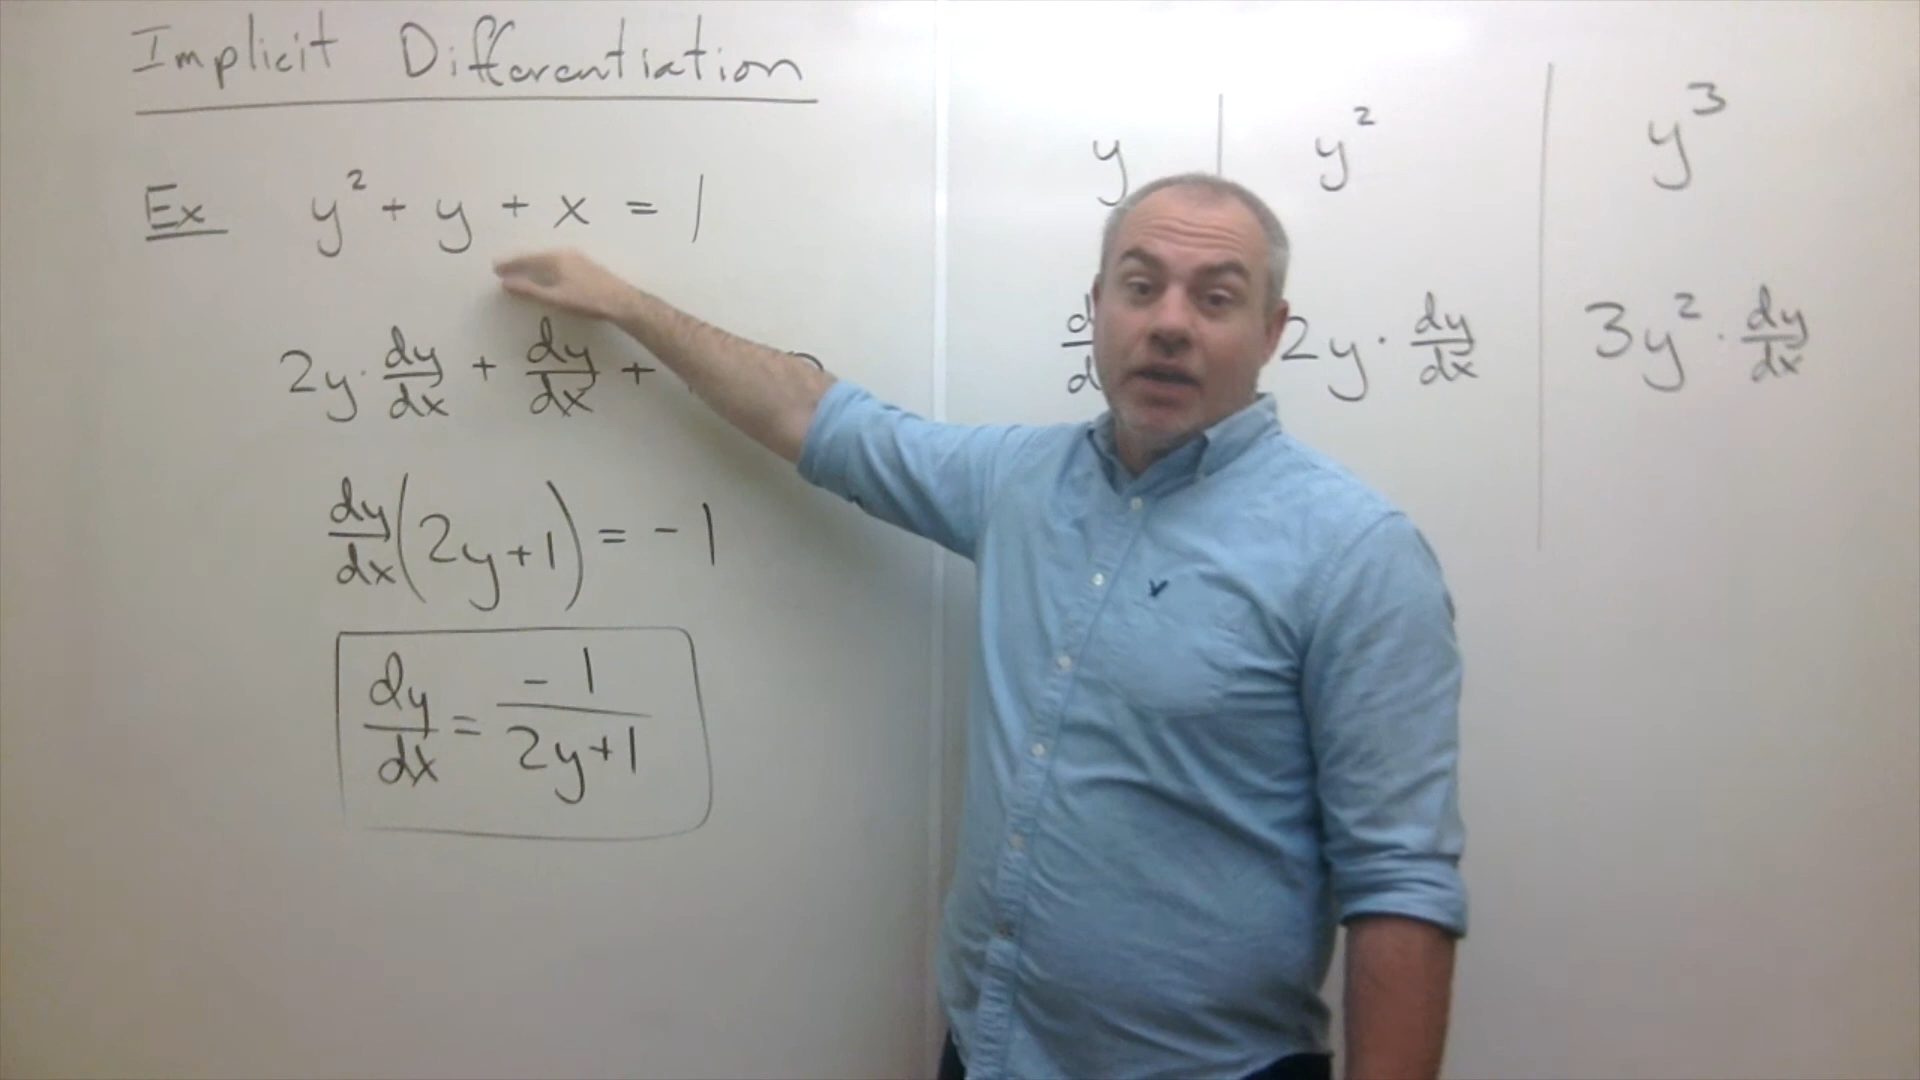 Implicit Differentiation
Ex y² + y + x = 1
2y · dy/dx + dy/dx +
dy/dx (2y+1) = -1
dy/dx = -1/(2y+1)
y | y² | y³
2y · dy/dx | 3y² · dy/dx